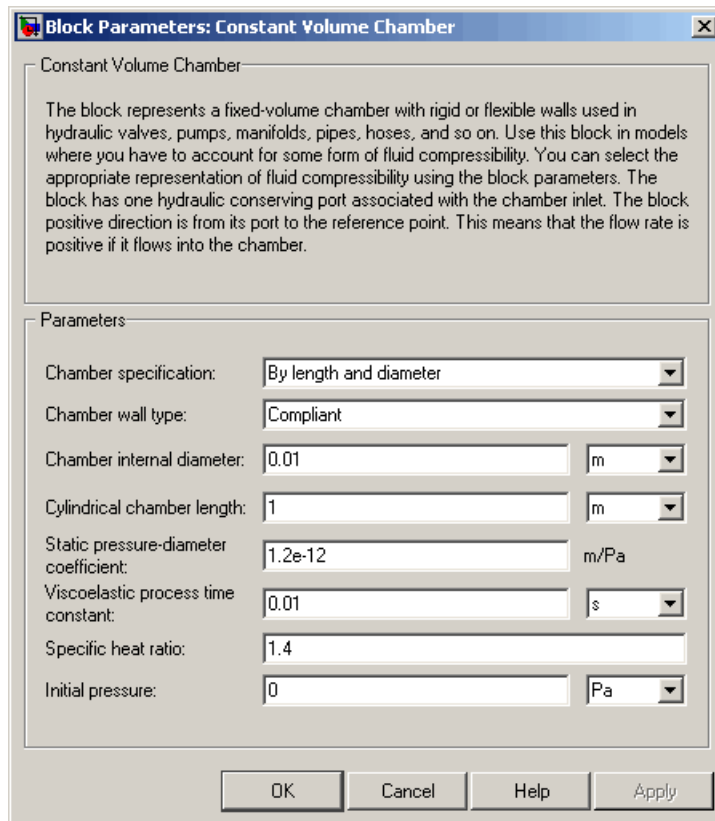 Block Parameters: Constant Volume Chamber
Constant Volume Chamber
The block represents a fixed-volume chamber with rigid or flexible walls used in
hydraulic valves, pumps, manifolds, pipes, hoses, and so on. Use this block in models
where you have to account for some form of fluid compressibility. You can select the
appropriate representation of fluid compressibility using the block parameters. The
block has one hydraulic conserving port associated with the chamber inlet. The block
positive direction is from its port to the reference point. This means that the flow rate is
positive if it flows into the chamber.
Parameters
Chamber specification: By length and diameter
Chamber wall type: Compliant
Chamber internal diameter: 0.01 m
Cylindrical chamber length: 1 m
Static pressure-diameter
coefficient: 1.2e-12 m/Pa
Viscoelastic process time
constant: 0.01 s
Specific heat ratio: 1.4
Initial pressure: 0 Pa
OK Cancel Help Apply